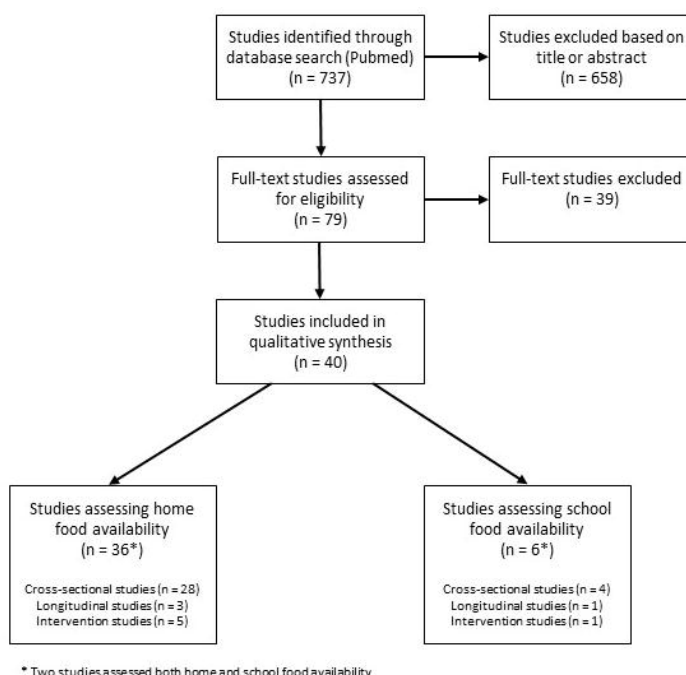 Studies identified through
database search (Pubmed)
(n = 737)
Studies excluded based on
title or abstract
(n = 658)
Full-text studies assessed
for eligibility
(n = 79)
Full-text studies excluded
(n = 39)
Studies included in
qualitative synthesis
(n = 40)
Studies assessing home
food availability
(n = 36*)
Cross-sectional studies (n = 28)
Longitudinal studies (n = 3)
Intervention studies (n = 5)
Studies assessing school
food availability
(n = 6*)
Cross-sectional studies (n = 4)
Longitudinal studies (n = 1)
Intervention studies (n = 1)
* Two studies assessed both home and school food availability